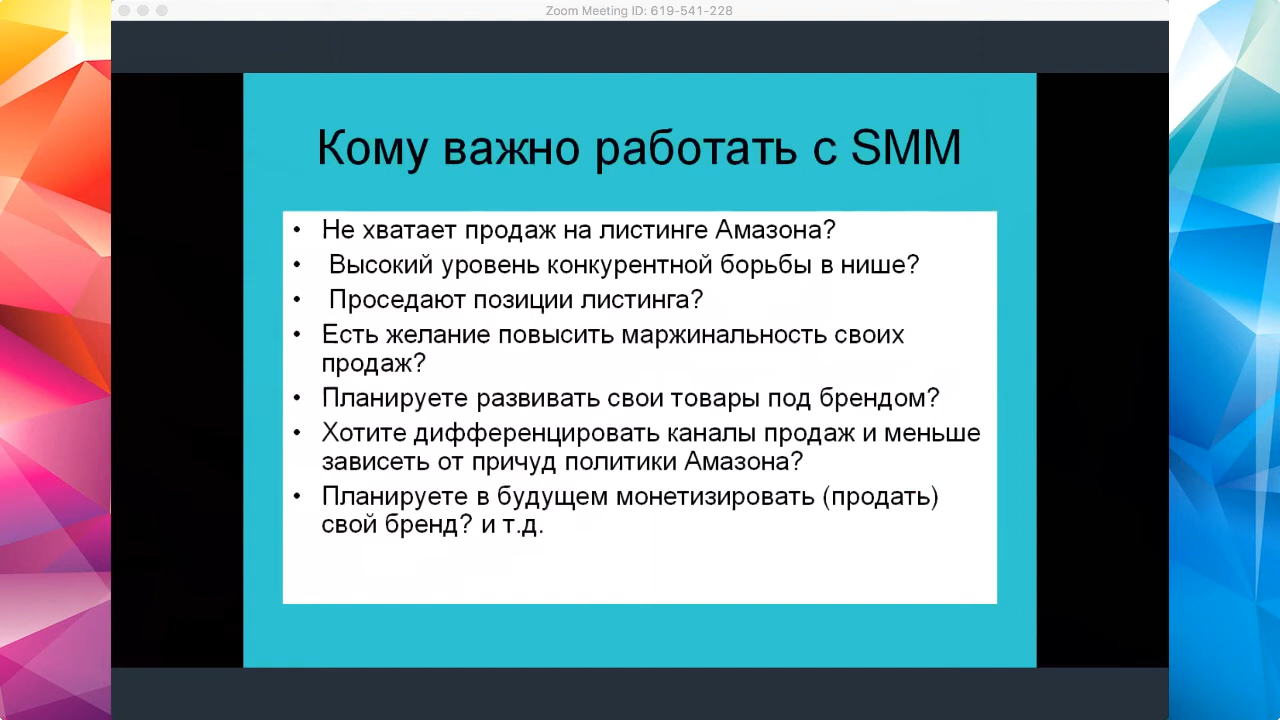 Zoom Meeting ID: 619-541-228
Кому важно работать с SMM
• Не хватает продаж на листинге Амазона?
• Высокий уровень конкурентной борьбы в нише?
• Проседают позиции листинга?
• Есть желание повысить маржинальность своих
продаж?
• Планируете развивать свои товары под брендом?
• Хотите дифференцировать каналы продаж и меньше
зависеть от причуд политики Амазона?
• Планируете в будущем монетизировать (продать)
свой бренд? и т.д.